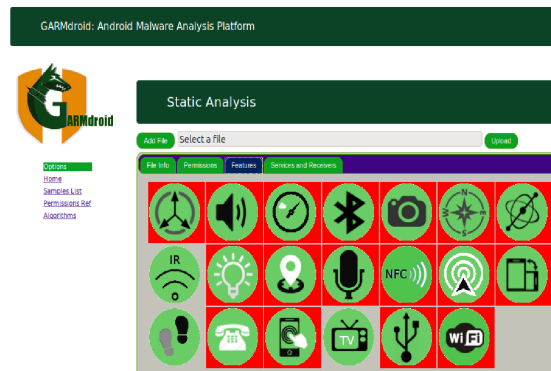 GARMdroid: Android Malware Analysis Platform
GARMdroid
Static Analysis
Add File
Select a file
Upload
Options
Home
Samples List
Permissions Ref
Algorithms
File Info
Permissions
Features
Services and Receivers
N
W
E
S
IR
NFC
TV
WiFi